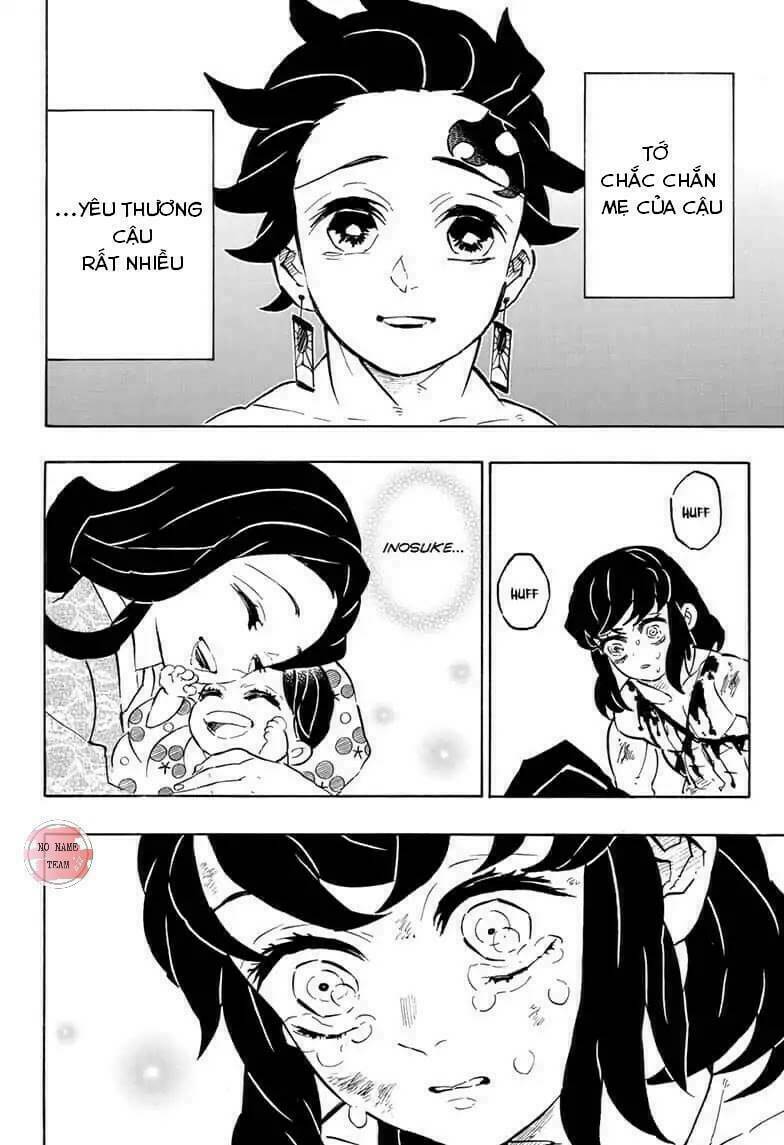 TỚ
CHẮC CHẮN
MẸ CỦA CẬU
...YÊU THƯƠNG
CẬU
RẤT NHIỀU
HUFF
HUFF
INOSUKE...
NO NAME
TEAM